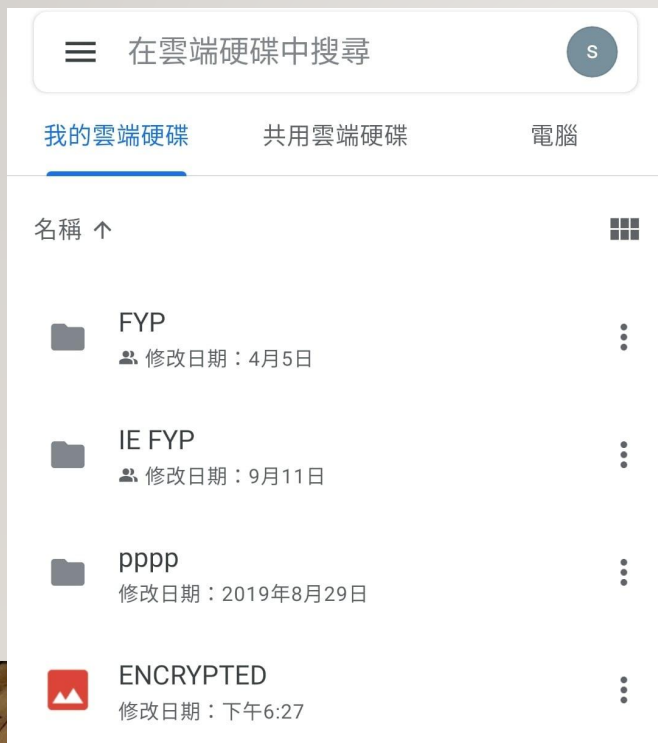 在雲端硬碟中搜尋
S
我的雲端硬碟 共用雲端硬碟 電腦
名稱 ↑
FYP
修改日期：4月5日
IE FYP
修改日期：9月11日
pppp
修改日期：2019年8月29日
ENCRYPTED
修改日期：下午6:27